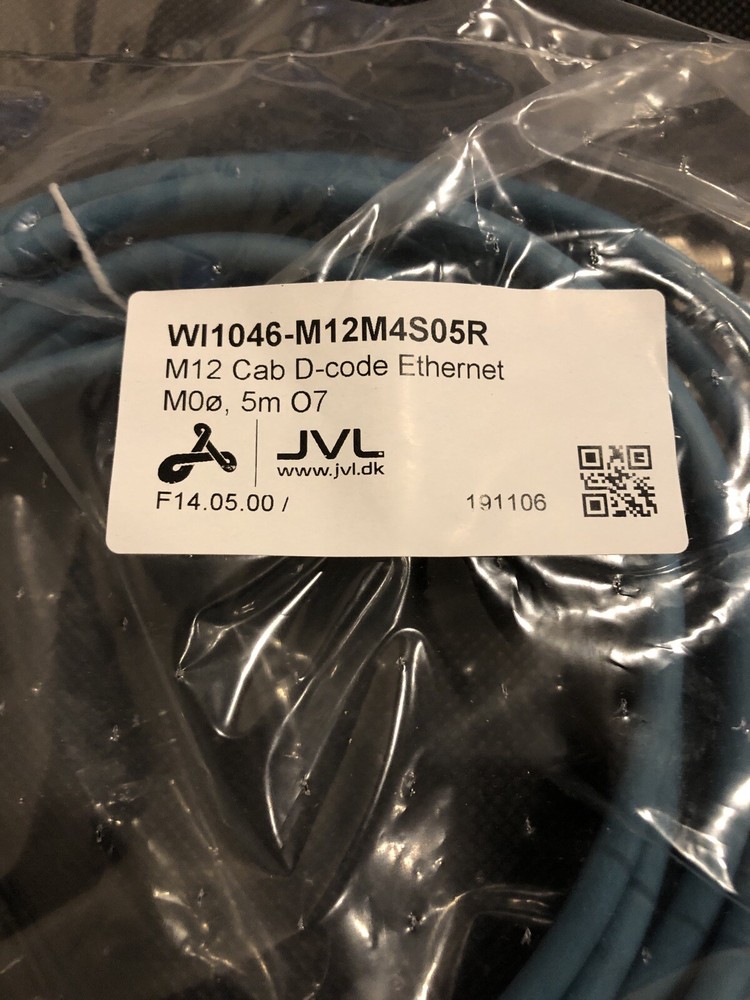 WI1046-M12M4S05R
M12 Cab D-code Ethernet
M0ø, 5m O7
JVL
www.jvl.dk
F14.05.00 / 191106